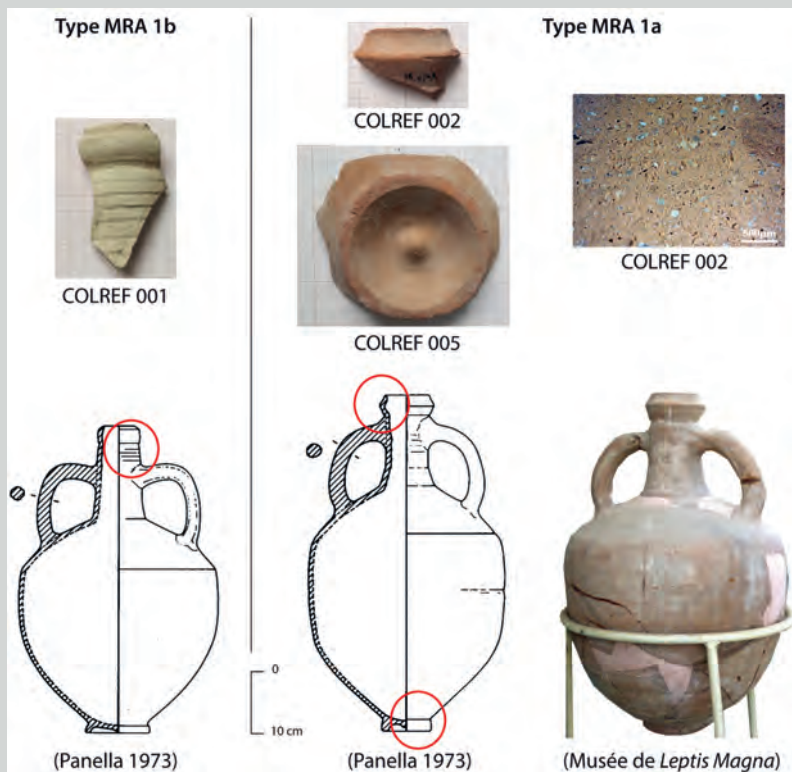 Type MRA 1b
Type MRA 1a
COLREF 002
COLREF 001
COLREF 005
500µm
COLREF 002
0
10 cm
(Panella 1973)
(Panella 1973)
(Musée de Leptis Magna)